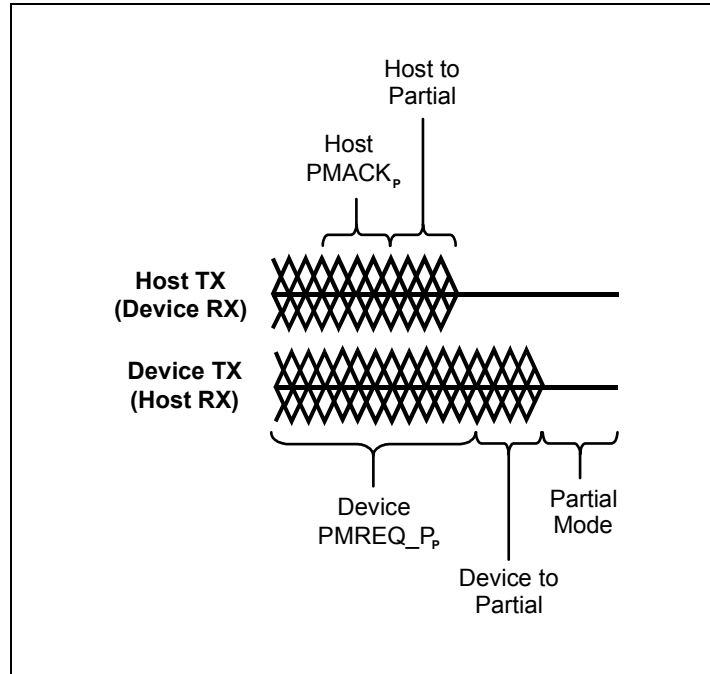 Host to
Partial
Host
PMACKP
Host TX
(Device RX)
Device TX
(Host RX)
Device
PMREQ_PP
Partial
Mode
Device to
Partial